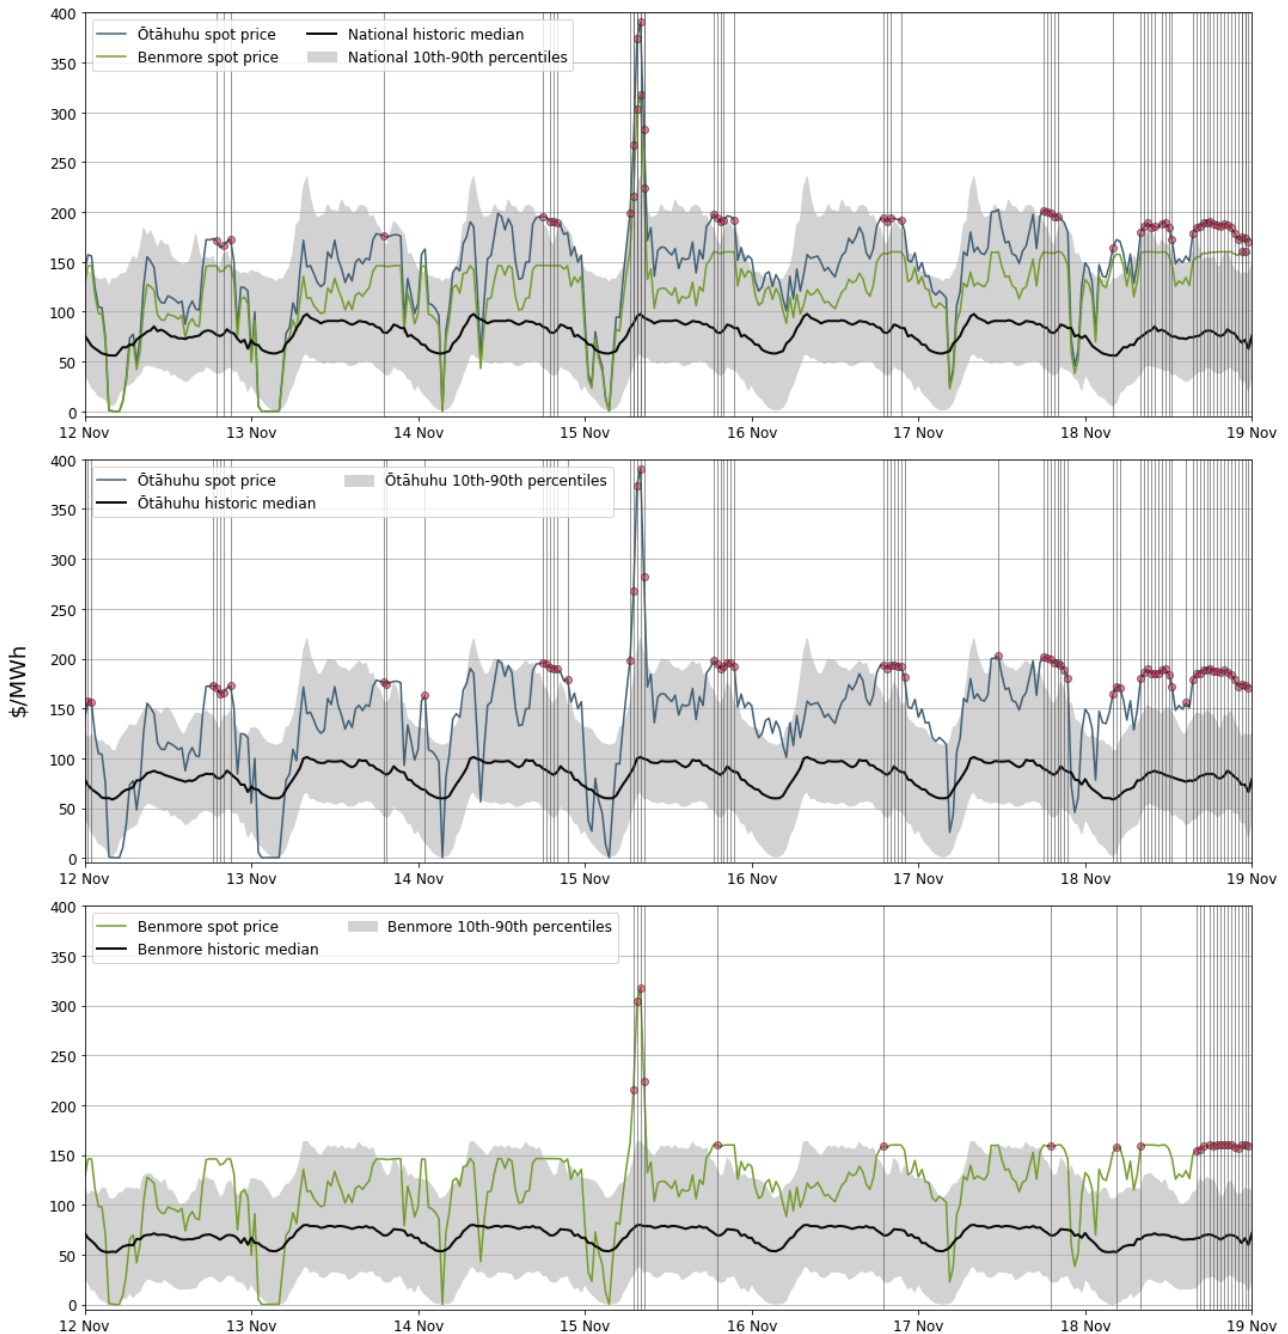 400
350
300
250
200
150
100
50
0
Ōtāhuhu spot price
Benmore spot price
National historic median
National 10th-90th percentiles
12 Nov 13 Nov 14 Nov 15 Nov 16 Nov 17 Nov 18 Nov 19 Nov
$/MWh
400
350
300
250
200
150
100
50
0
Ōtāhuhu spot price
Ōtāhuhu historic median
Ōtāhuhu 10th-90th percentiles
12 Nov 13 Nov 14 Nov 15 Nov 16 Nov 17 Nov 18 Nov 19 Nov
400
350
300
250
200
150
100
50
0
Benmore spot price
Benmore historic median
Benmore 10th-90th percentiles
12 Nov 13 Nov 14 Nov 15 Nov 16 Nov 17 Nov 18 Nov 19 Nov